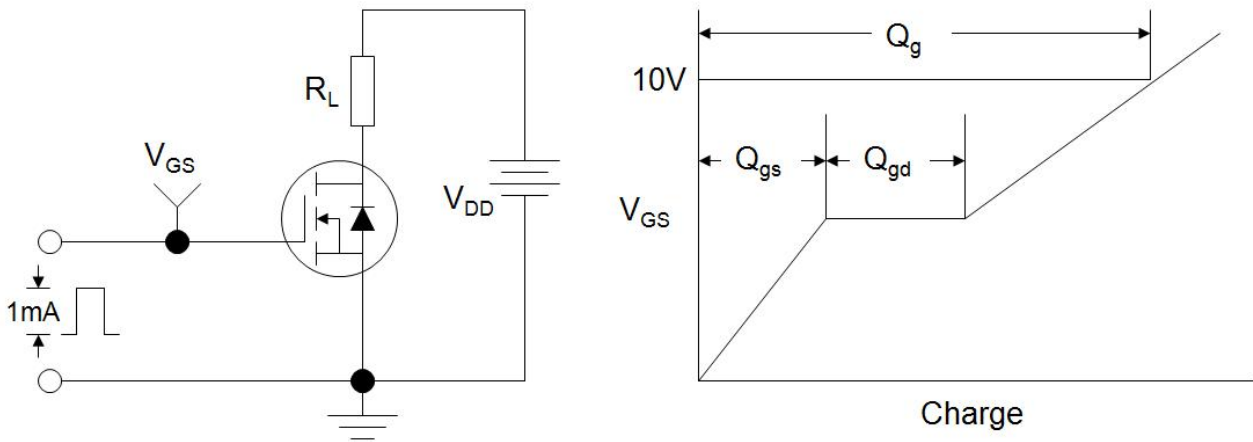 R_L
V_GS
V_DD
1mA
Q_g
10V
Q_gs
Q_gd
V_GS
Charge